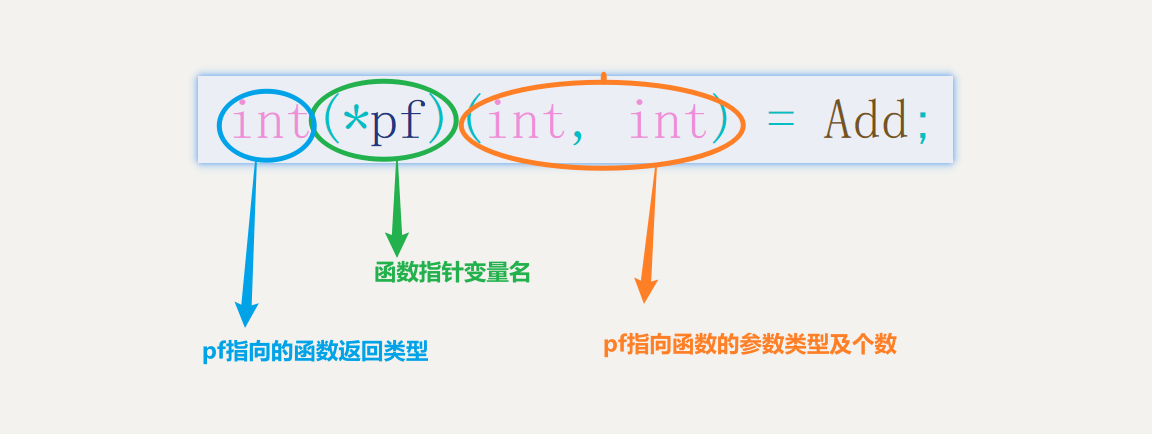 int (*pf) (int, int) = Add;
函数指针变量名
pf指向的函数返回类型
pf指向函数的参数类型及个数